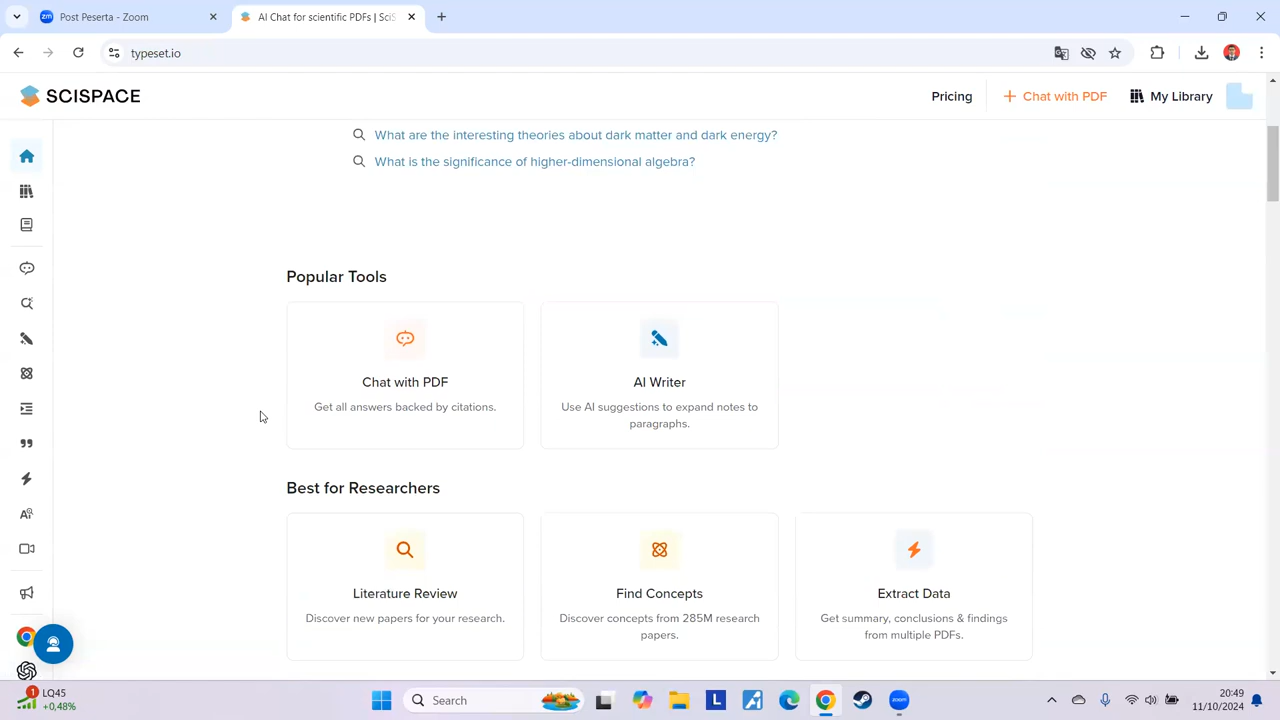 Post Peserta - Zoom
AI Chat for scientific PDFs | SciS
typeset.io
SCISPACE
Pricing
Chat with PDF
My Library
What are the interesting theories about dark matter and dark energy?
What is the significance of higher-dimensional algebra?
Popular Tools
Chat with PDF
Get all answers backed by citations.
AI Writer
Use AI suggestions to expand notes to
paragraphs.
Best for Researchers
Literature Review
Discover new papers for your research.
Find Concepts
Discover concepts from 285M research
papers.
Extract Data
Get summary, conclusions & findings
from multiple PDFs.
1
LQ45
+0,48%
Search
20:49
11/10/2024